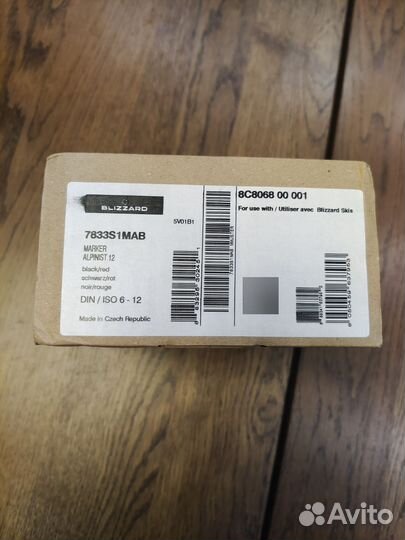 BLIZZARD
5V01B1
7833S1MAB
MARKER
ALPINIST 12
black/red
schwarz/rot
noir/rouge
DIN / ISO 6 - 12
Made in Czech Republic
8C8068 00 001
For use with / Utiliser avec Blizzard Skis
Avito